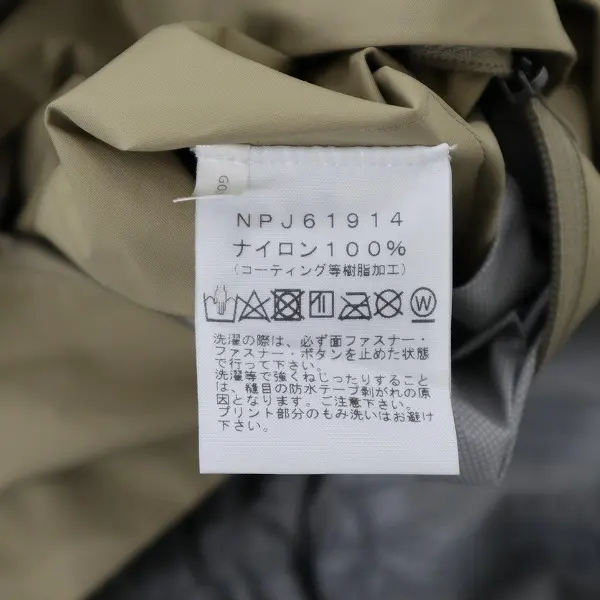 GO
NPJ61914
ナイロン100%
(コーティング等樹脂加工)
W
洗濯の際は、必ず面ファスナー・
ファスナー・ボタンを止めた状態
で行って下さい。
洗濯等で強くねじったりすること
は、縫目の防水テープ剥がれの原
因となります。ご注意下さい。
プリント部分のもみ洗いはお避け
下さい。